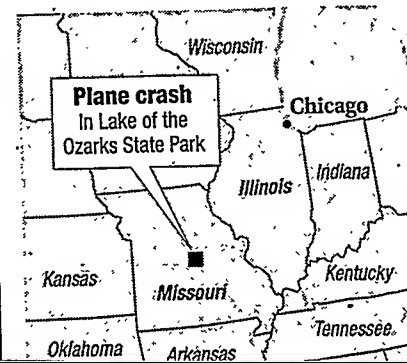 Wisconsin
Plane crash
In Lake of the
Ozarks State Park
Chicago
Illinois
Indiana
Kansas
Missouri
Kentucky
Tennessee
Oklahoma
Arkansas